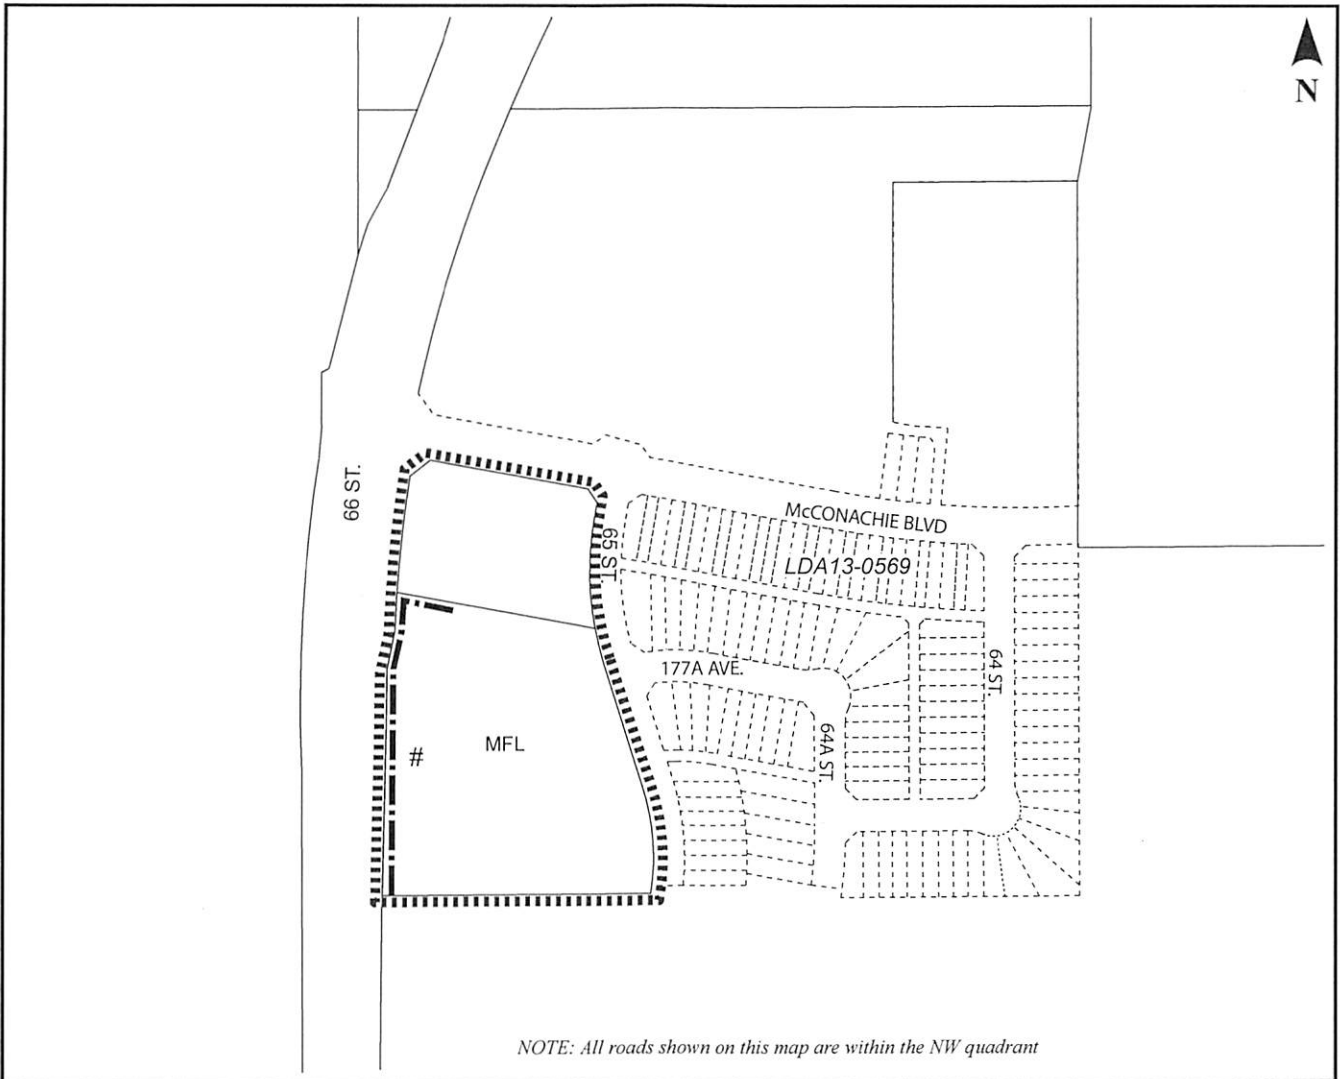 N
66 ST.
65 ST.
McCONACHIE BLVD
LDA13-0569
177A AVE.
64 ST.
64A ST.
#
MFL
NOTE: All roads shown on this map are within the NW quadrant